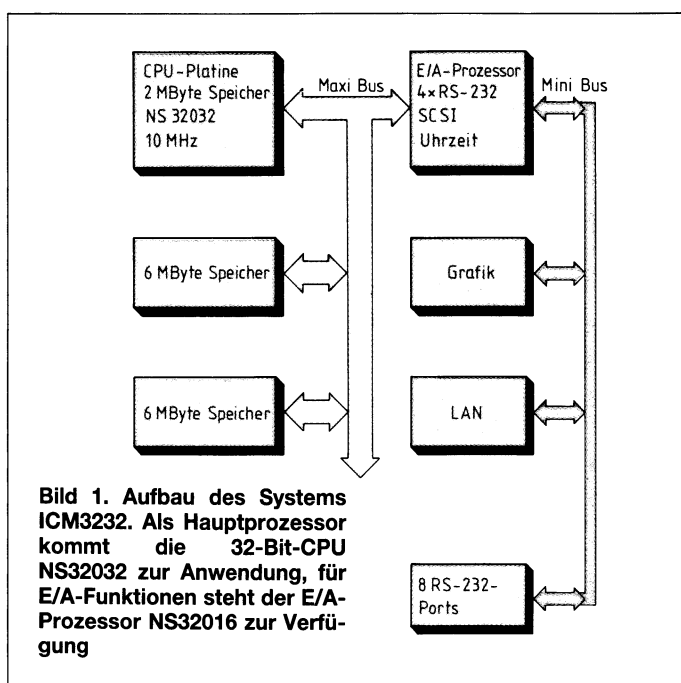 CPU-Platine
2 MByte Speicher
NS 32032
10 MHz
Maxi Bus
E/A-Prozessor
4×RS-232
SCSI
Uhrzeit
Mini Bus
6 MByte Speicher
Grafik
6 MByte Speicher
LAN
8 RS-232-
Ports
Bild 1. Aufbau des Systems
ICM3232. Als Hauptprozessor
kommt die 32-Bit-CPU
NS32032 zur Anwendung, für
E/A-Funktionen steht der E/A-
Prozessor NS32016 zur Verfü-
gung